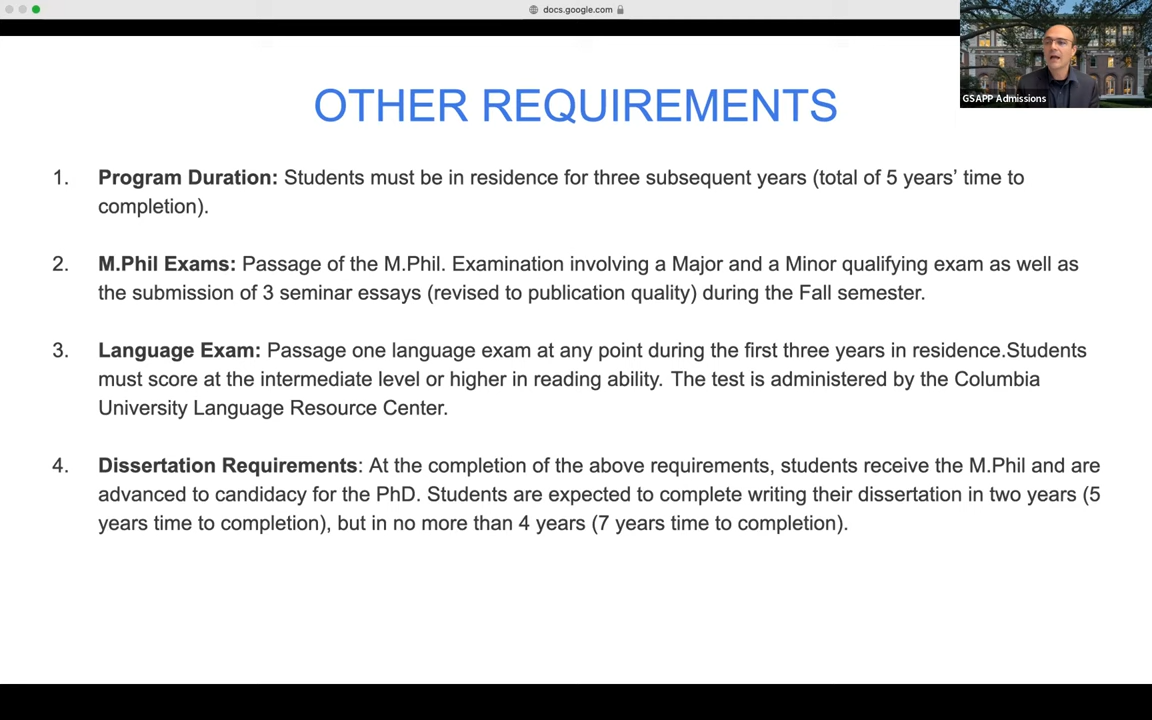 docs.google.com
GSAPP Admissions
OTHER REQUIREMENTS
1. Program Duration: Students must be in residence for three subsequent years (total of 5 years’ time to
completion).
2. M.Phil Exams: Passage of the M.Phil. Examination involving a Major and a Minor qualifying exam as well as
the submission of 3 seminar essays (revised to publication quality) during the Fall semester.
3. Language Exam: Passage one language exam at any point during the first three years in residence.Students
must score at the intermediate level or higher in reading ability. The test is administered by the Columbia
University Language Resource Center.
4. Dissertation Requirements: At the completion of the above requirements, students receive the M.Phil and are
advanced to candidacy for the PhD. Students are expected to complete writing their dissertation in two years (5
years time to completion), but in no more than 4 years (7 years time to completion).